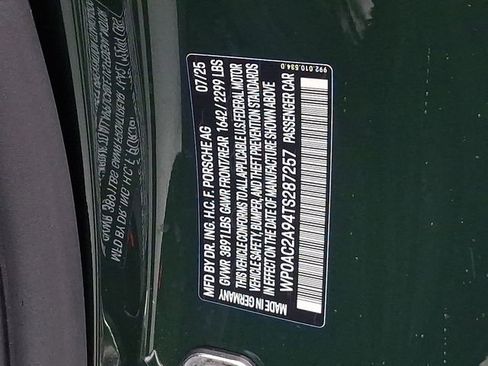 MFD BY DR. ING. H.C. F. PORSCHE AG 07/25
GVWR 3891 LBS GAWR FRONT/REAR 1642 / 2299 LBS
THIS VEHICLE CONFORMS TO ALL APPLICABLE U.S. FEDERAL MOTOR
VEHICLE SAFETY, BUMPER, AND THEFT PREVENTION STANDARDS
IN EFFECT ON THE DATE OF MANUFACTURE SHOWN ABOVE
WP0AC2A94TS287257 PASSENGER CAR
MADE IN GERMANY
992.010.584.0